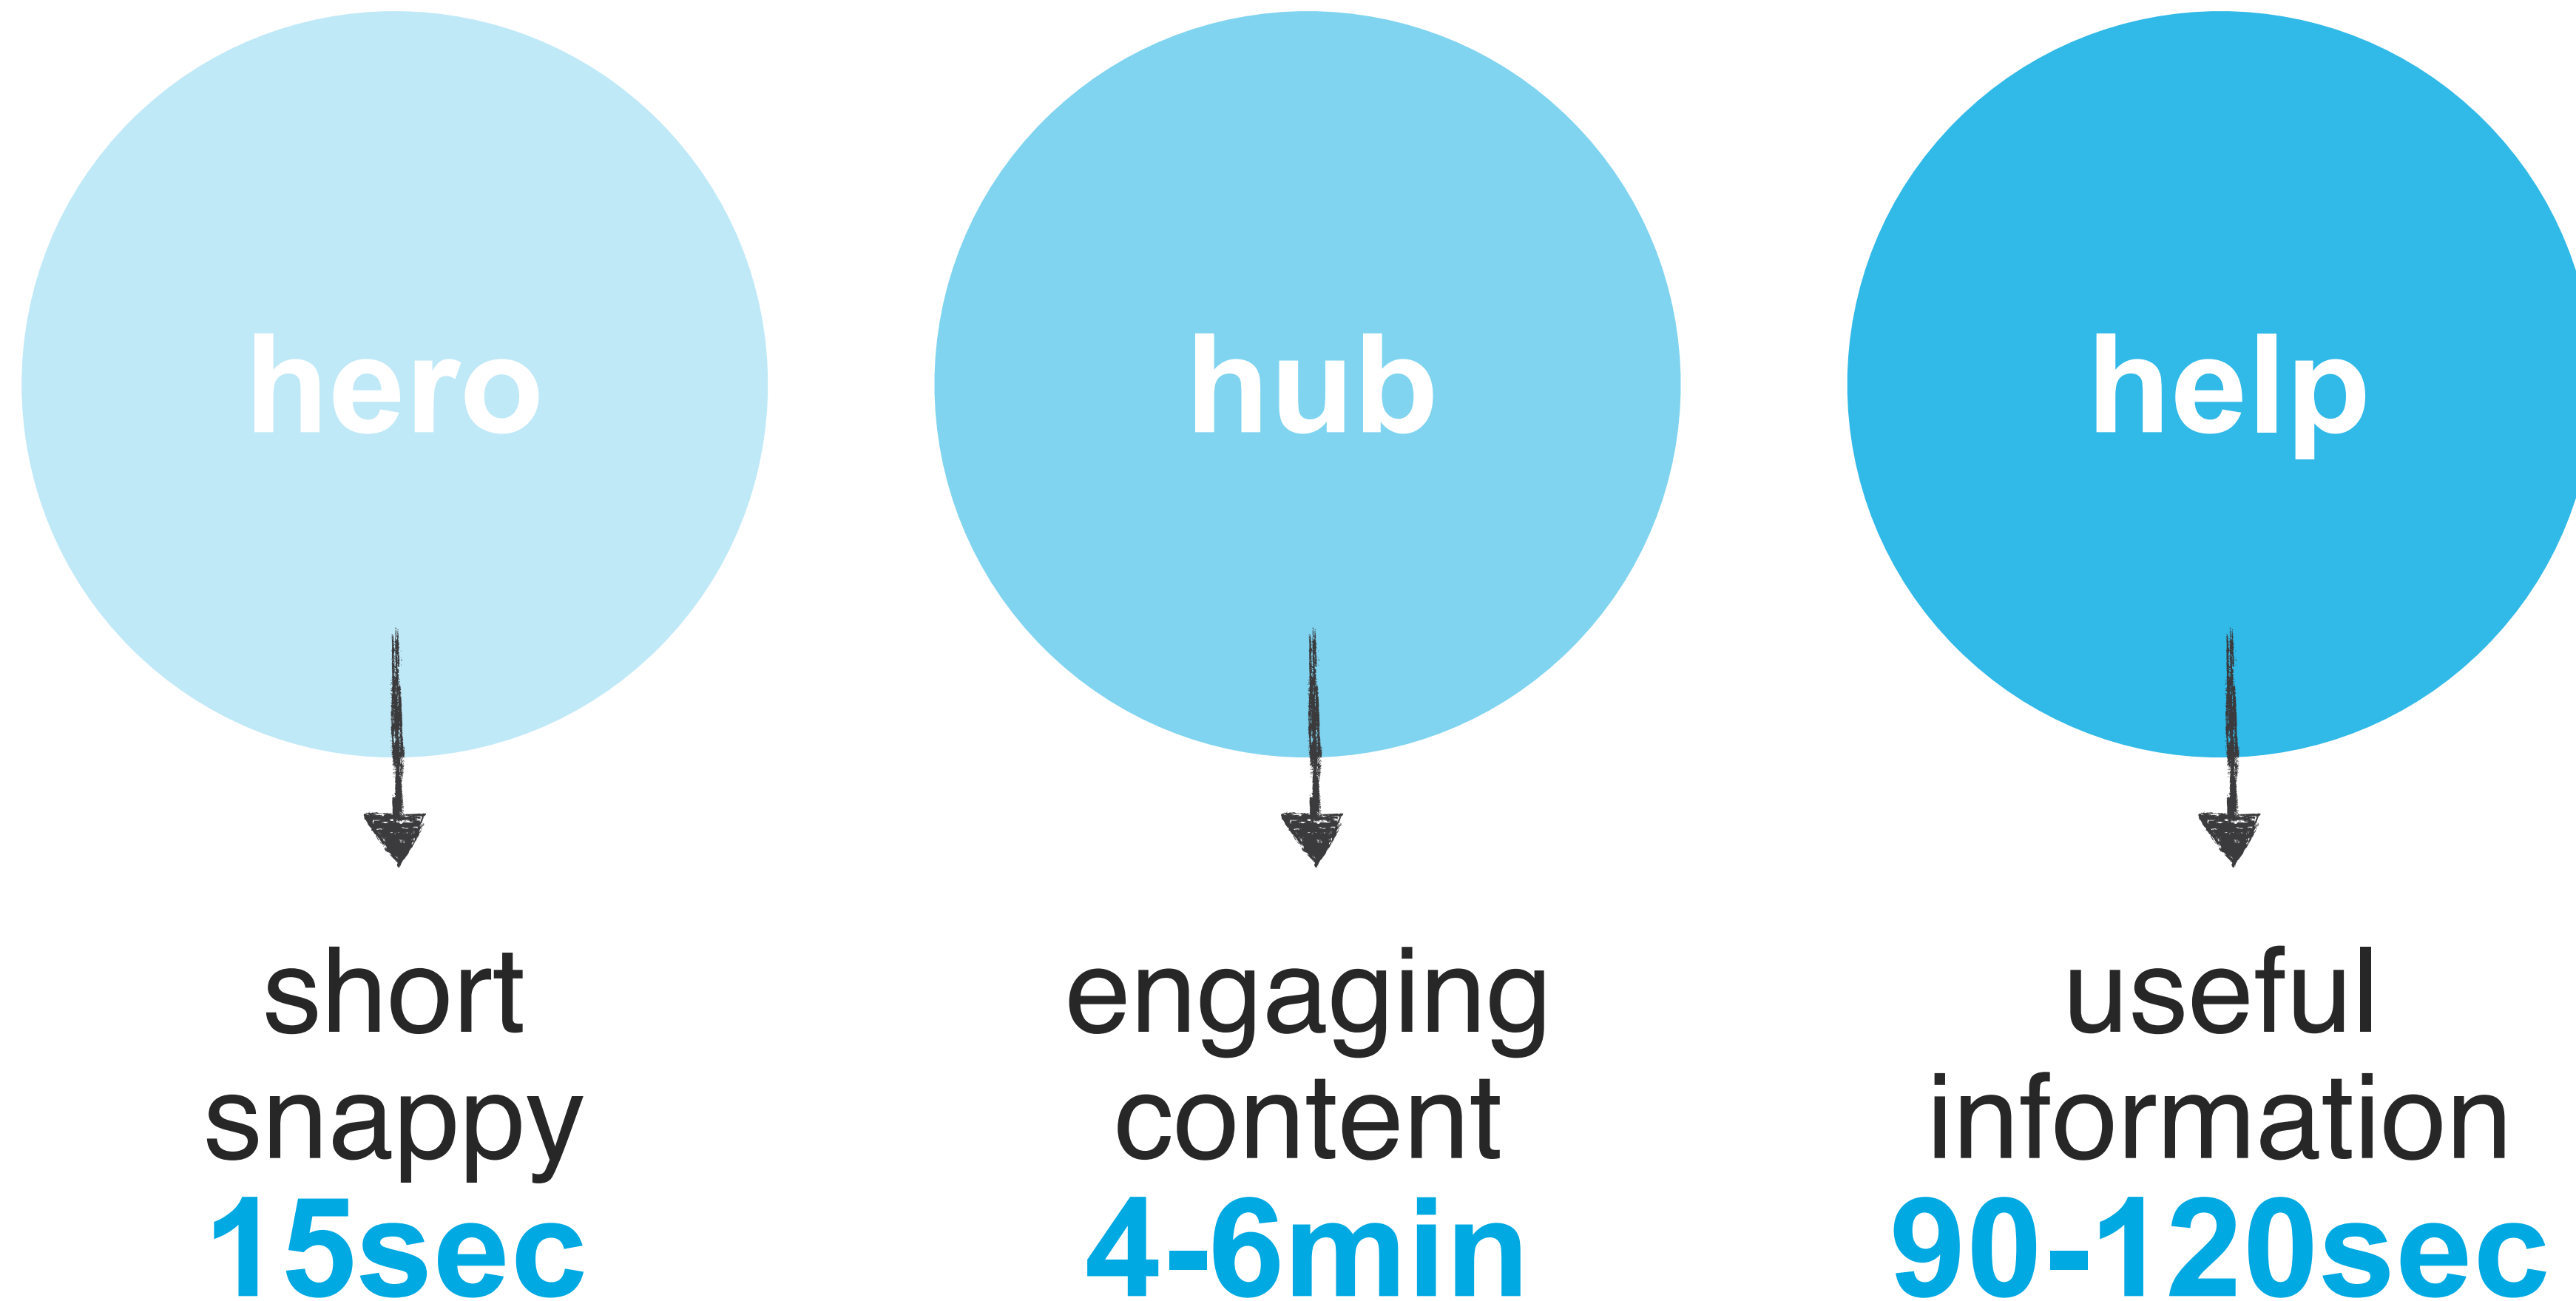 hero
short
snappy
15sec
hub
engaging
content
4-6min
help
useful
information
90-120sec